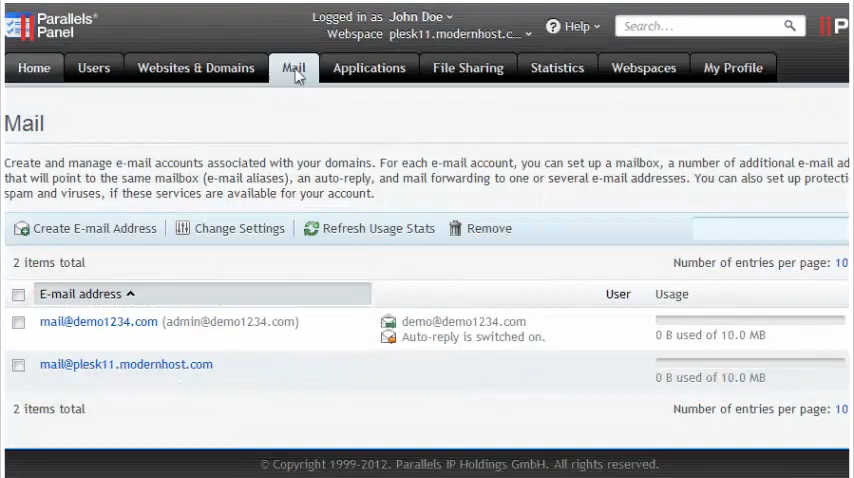 Parallels®
Panel
Logged in as John Doe
Webspace plesk11.modernhost.c...
Help
Search...
P
Home Users Websites & Domains Mail Applications File Sharing Statistics Webspaces My Profile
Mail
Create and manage e-mail accounts associated with your domains. For each e-mail account, you can set up a mailbox, a number of additional e-mail ad
that will point to the same mailbox (e-mail aliases), an auto-reply, and mail forwarding to one or several e-mail addresses. You can also set up protecti
spam and viruses, if these services are available for your account.
Create E-mail Address Change Settings Refresh Usage Stats Remove
2 items total Number of entries per page: 10
E-mail address User Usage
mail@demo1234.com (admin@demo1234.com) demo@demo1234.com
Auto-reply is switched on. 0 B used of 10.0 MB
mail@plesk11.modernhost.com
0 B used of 10.0 MB
2 items total Number of entries per page: 10
© Copyright 1999-2012. Parallels IP Holdings GmbH. All rights reserved.